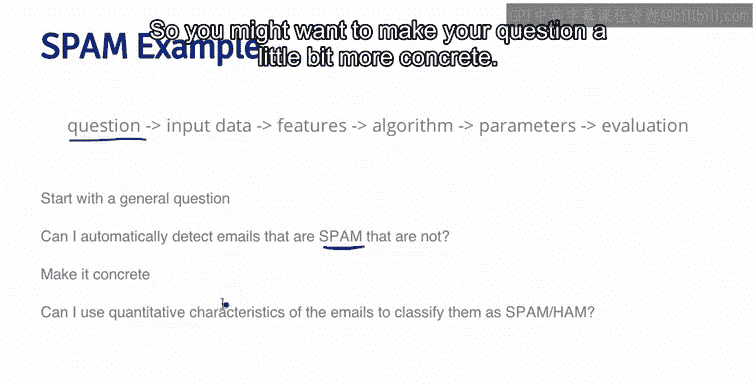 So you might want to make your question a
little bit more concrete.
SPAM Example
question -> input data -> features -> algorithm -> parameters -> evaluation
Start with a general question
Can I automatically detect emails that are SPAM that are not?
Make it concrete
Can I use quantitative characteristics of the emails to classify them as SPAM/HAM?